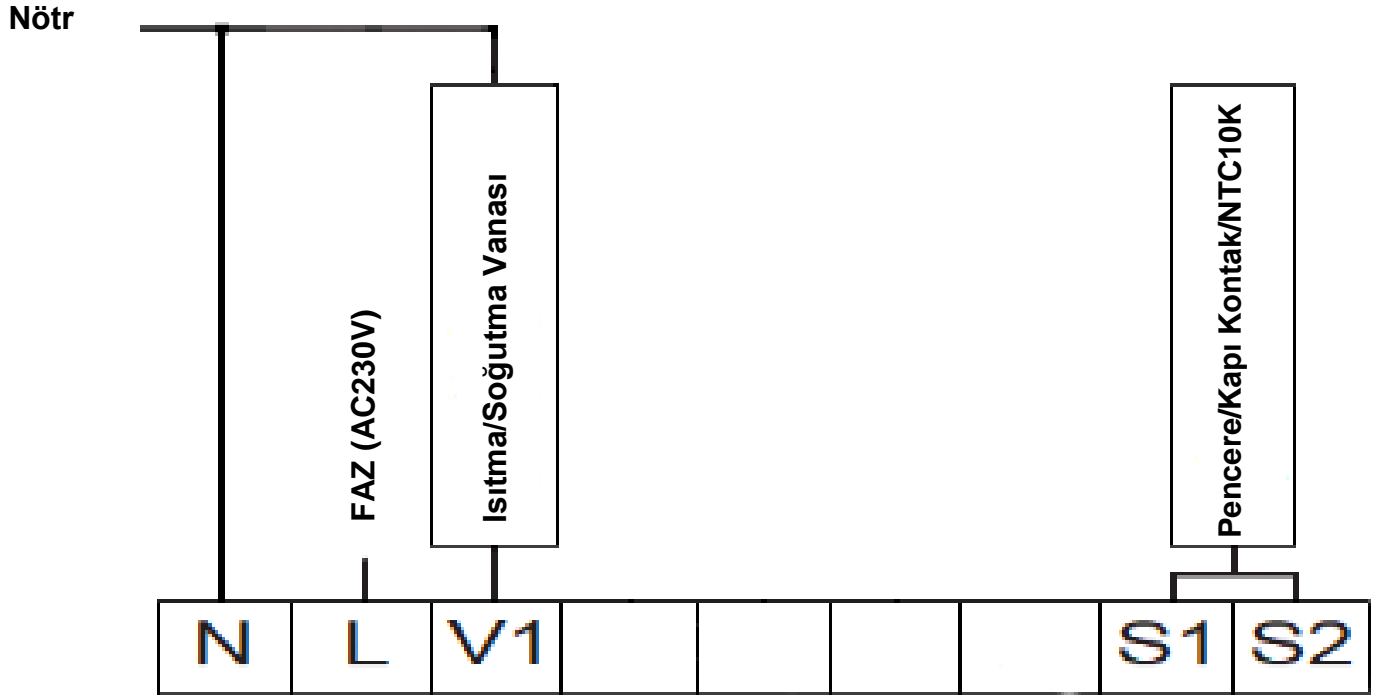 Nötr
FAZ (AC230V)
Isıtma/Soğutma Vanası
Pencere/Kapı Kontak/NTC10K
N L V1 S1 S2